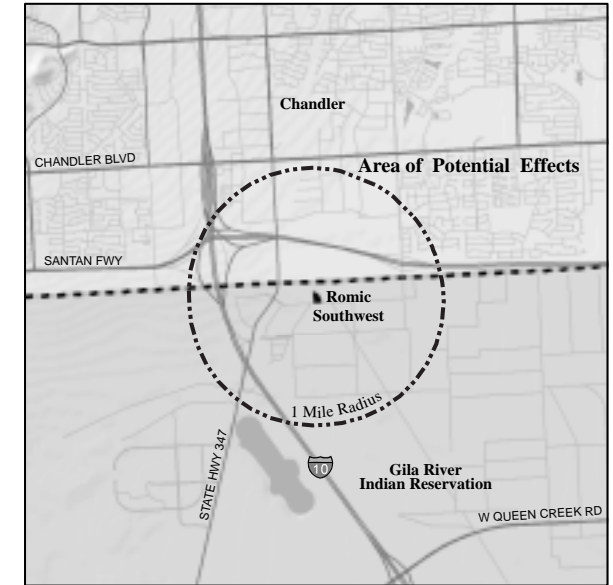 Chandler
CHANDLER BLVD
Area of Potential Effects
SANTAN FWY
Romic
Southwest
1 Mile Radius
STATE HWY 347
10
Gila River
Indian Reservation
W QUEEN CREEK RD